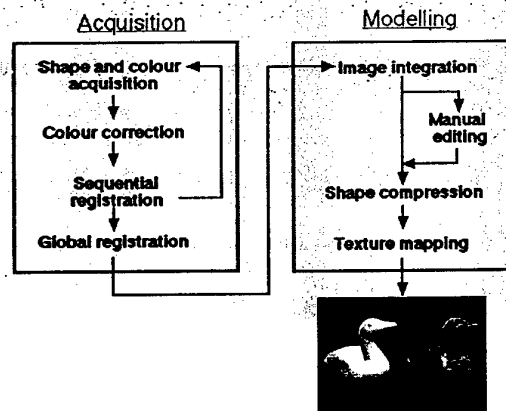 Acquisition
Shape and colour
acquisition
Colour correction
Sequential
registration
Global registration
Modelling
Image integration
Manual
editing
Shape compression
Texture mapping